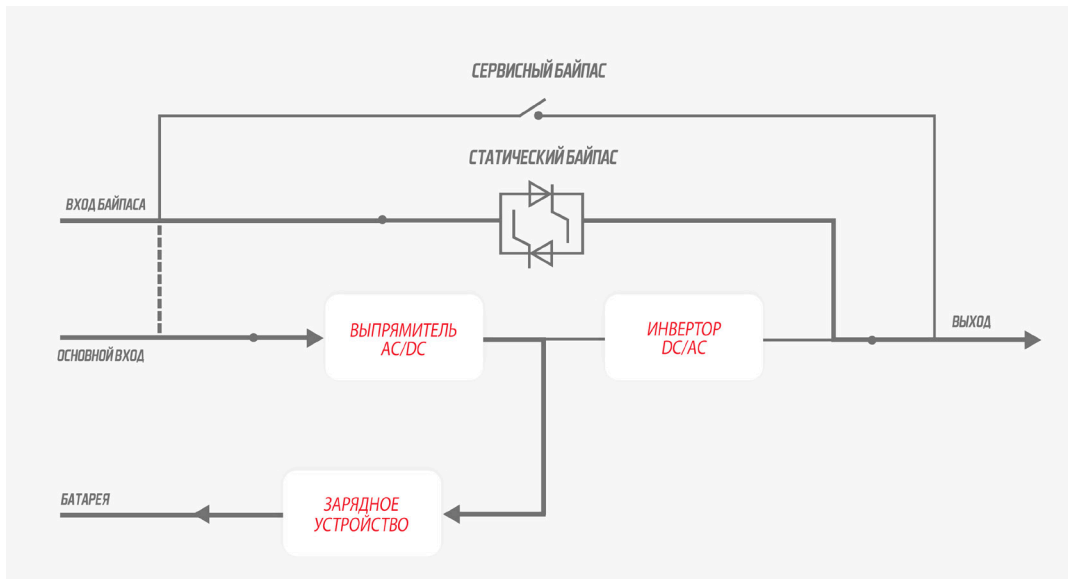 СЕРВИСНЫЙ БАЙПАС
СТАТИЧЕСКИЙ БАЙПАС
ВХОД БАЙПАСА
ВЫПРЯМИТЕЛЬ
AC/DC
ИНВЕРТОР
DC/AC
ВЫХОД
ОСНОВНОЙ ВХОД
БАТАРЕЯ
ЗАРЯДНОЕ
УСТРОЙСТВО